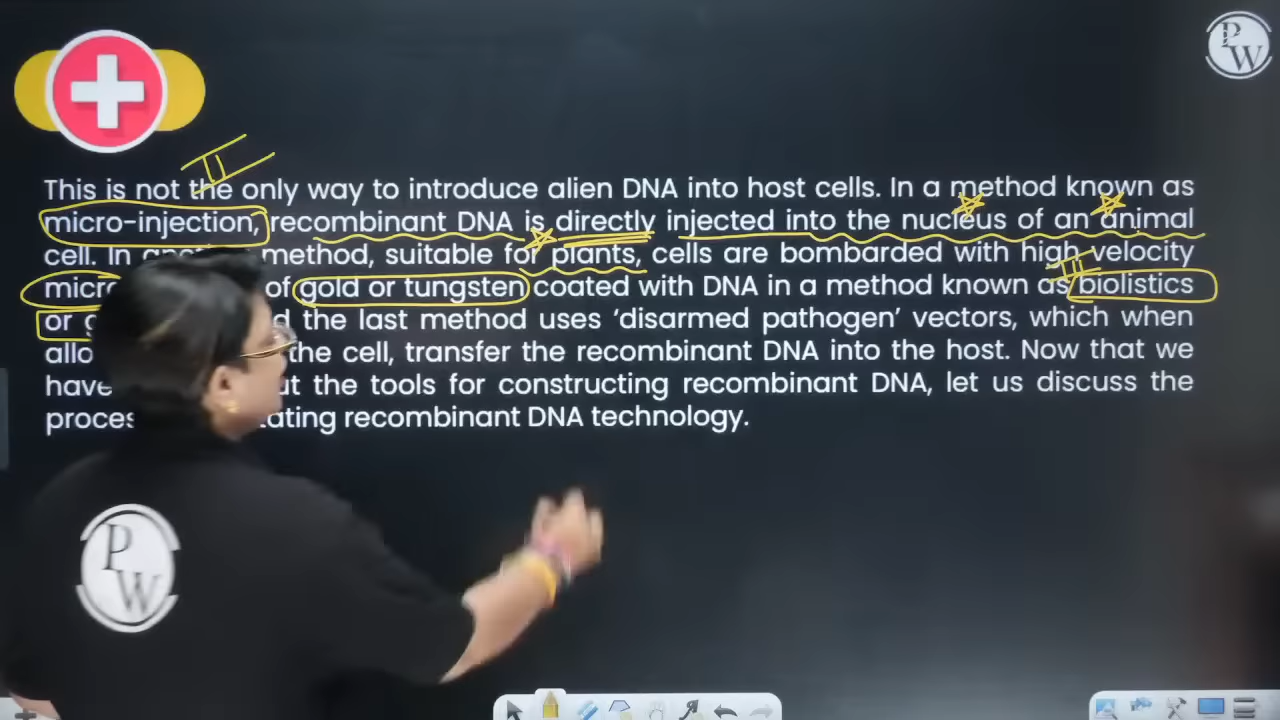 P
W
II
This is not the only way to introduce alien DNA into host cells. In a method known as
micro-injection, recombinant DNA is directly injected into the nucleus of an animal
cell. In method, suitable for plants, cells are bombarded with high velocity
III
of gold or tungsten coated with DNA in a method known as biolistics
or the last method uses ‘disarmed pathogen’ vectors, which when
the cell, transfer the recombinant DNA into the host. Now that we
have the tools for constructing recombinant DNA, let us discuss the
recombinant DNA technology.
P
W